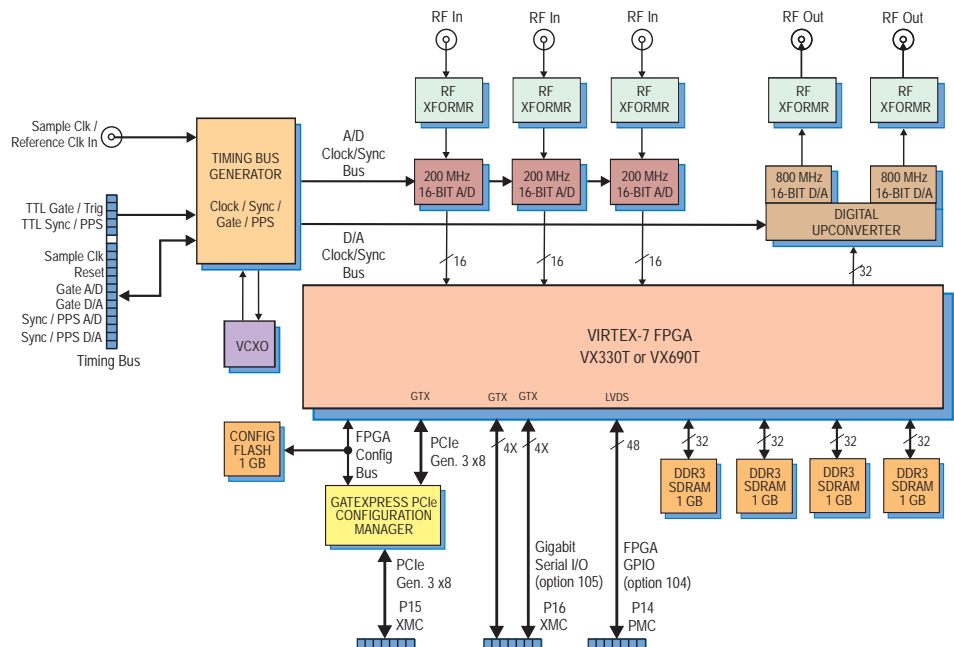 RF In
RF In
RF In
RF Out
RF Out
RF
XFORMR
RF
XFORMR
RF
XFORMR
RF
XFORMR
RF
XFORMR
Sample Clk /
Reference Clk In
TIMING BUS
GENERATOR
Clock / Sync /
Gate / PPS
A/D
Clock/Sync
Bus
200 MHz
16-BIT A/D
200 MHz
16-BIT A/D
200 MHz
16-BIT A/D
800 MHz
16-BIT D/A
800 MHz
16-BIT D/A
DIGITAL
UPCONVERTER
TTL Gate / Trig
TTL Sync / PPS
Sample Clk
Reset
Gate A/D
Gate D/A
Sync / PPS A/D
Sync / PPS D/A
Timing Bus
D/A
Clock/Sync
Bus
16
16
16
32
VCXO
VIRTEX-7 FPGA
VX330T or VX690T
GTX
GTX
GTX
LVDS
CONFIG
FLASH
1 GB
FPGA
Config
Bus
PCIe
Gen. 3 x8
4X
4X
48
32
32
32
32
DDR3
SDRAM
1 GB
DDR3
SDRAM
1 GB
DDR3
SDRAM
1 GB
DDR3
SDRAM
1 GB
GATEXPRESS PCIe
CONFIGURATION
MANAGER
PCIe
Gen. 3 x8
Gigabit
Serial I/O
(option 105)
FPGA
GPIO
(option 104)
P15
XMC
P16
XMC
P14
PMC